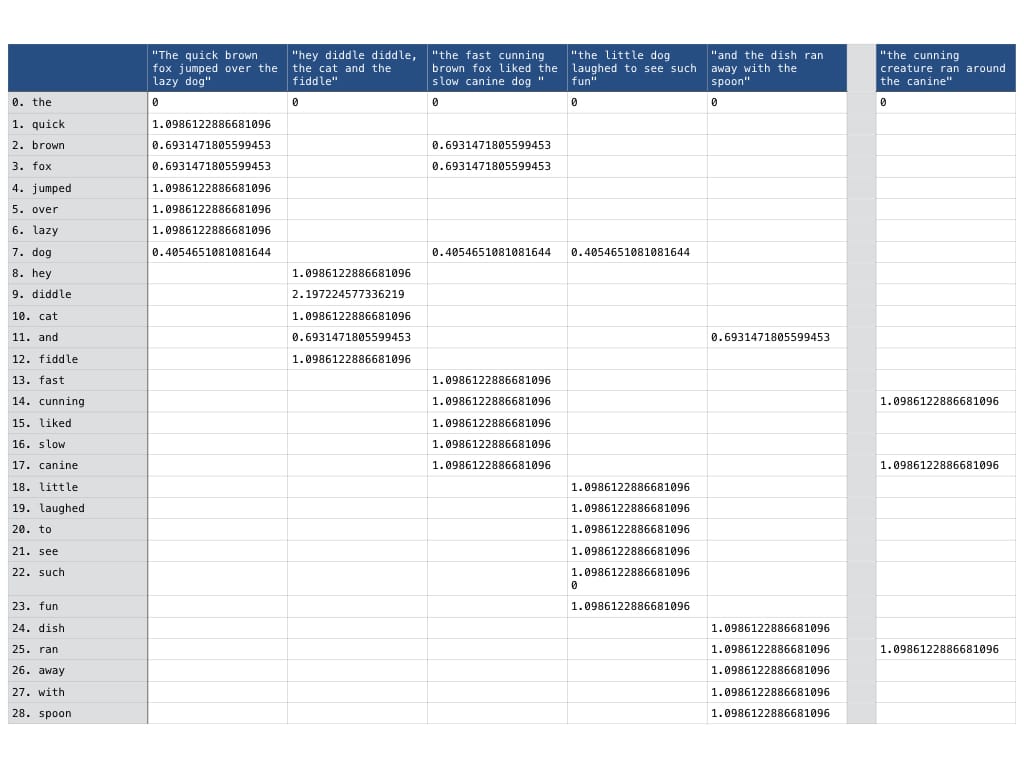 "The quick brown fox jumped over the lazy dog" "hey diddle diddle, the cat and the fiddle" "the fast cunning brown fox liked the slow canine dog " "the little dog laughed to see such fun" "and the dish ran away with the spoon" "the cunning creature ran around the canine"
0. the 0 0 0 0 0 0
1. quick 1.0986122886681096
2. brown 0.6931471805599453 0.6931471805599453
3. fox 0.6931471805599453 0.6931471805599453
4. jumped 1.0986122886681096
5. over 1.0986122886681096
6. lazy 1.0986122886681096
7. dog 0.4054651081081644 0.4054651081081644 0.4054651081081644
8. hey 1.0986122886681096
9. diddle 2.197224577336219
10. cat 1.0986122886681096
11. and 0.6931471805599453 0.6931471805599453
12. fiddle 1.0986122886681096
13. fast 1.0986122886681096
14. cunning 1.0986122886681096 1.0986122886681096
15. liked 1.0986122886681096
16. slow 1.0986122886681096
17. canine 1.0986122886681096 1.0986122886681096
18. little 1.0986122886681096
19. laughed 1.0986122886681096
20. to 1.0986122886681096
21. see 1.0986122886681096
22. such 1.0986122886681096
0
23. fun 1.0986122886681096
24. dish 1.0986122886681096
25. ran 1.0986122886681096 1.0986122886681096
26. away 1.0986122886681096
27. with 1.0986122886681096
28. spoon 1.0986122886681096